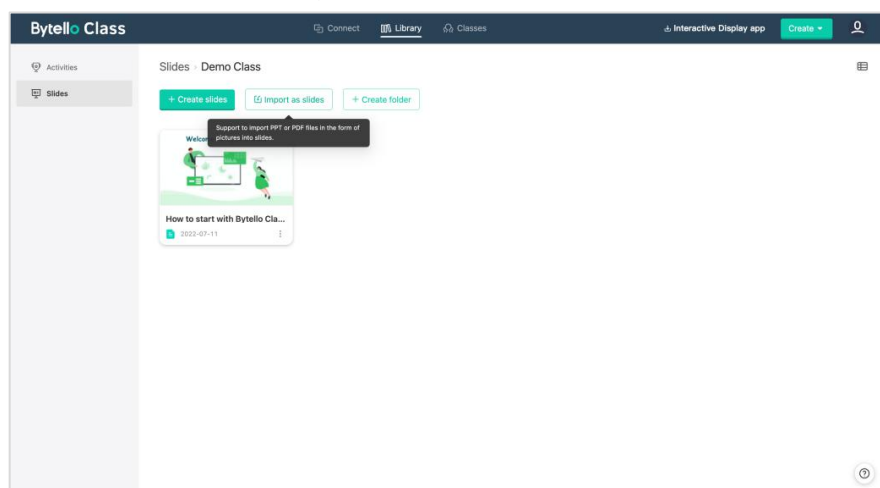 Bytello Class
Connect
Library
Classes
Interactive Display app
Create
Activities
Slides
Slides › Demo Class
+ Create slides
Import as slides
+ Create folder
Support to import PPT or PDF files in the form of
pictures into slides.
How to start with Bytello Cla...
2022-07-11